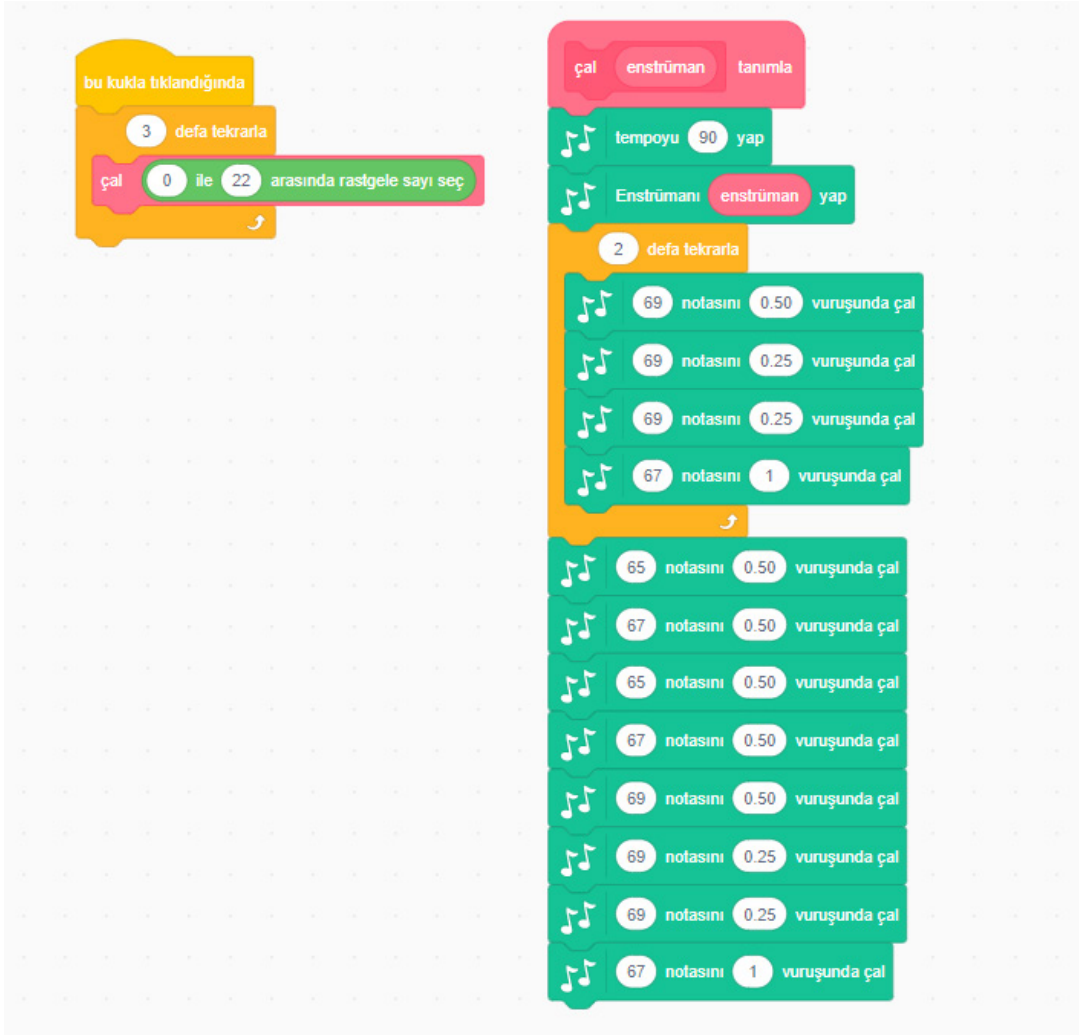 bu kukla tıklandığında
3 defa tekrarla
çal 0 ile 22 arasında rastgele sayı seç
çal enstrüman tanımla
tempoyu 90 yap
Enstrümanı enstrüman yap
2 defa tekrarla
69 notasını 0.50 vuruşunda çal
69 notasını 0.25 vuruşunda çal
69 notasını 0.25 vuruşunda çal
67 notasını 1 vuruşunda çal
65 notasını 0.50 vuruşunda çal
67 notasını 0.50 vuruşunda çal
65 notasını 0.50 vuruşunda çal
67 notasını 0.50 vuruşunda çal
69 notasını 0.50 vuruşunda çal
69 notasını 0.25 vuruşunda çal
69 notasını 0.25 vuruşunda çal
67 notasını 1 vuruşunda çal